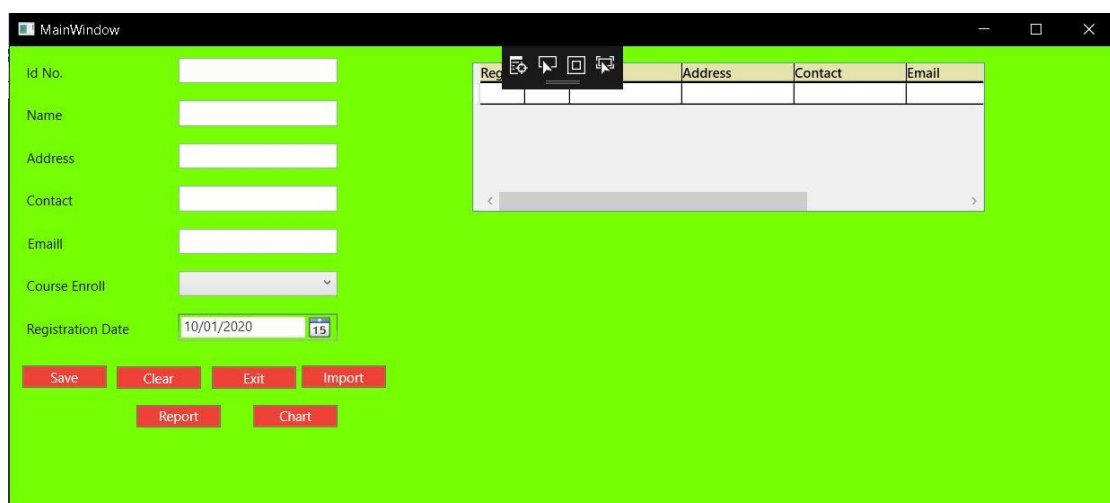 MainWindow
Id No.
Name
Address
Contact
Emaill
Course Enroll
Registration Date 10/01/2020 15
Save Clear Exit Import
Report Chart
Address Contact Email